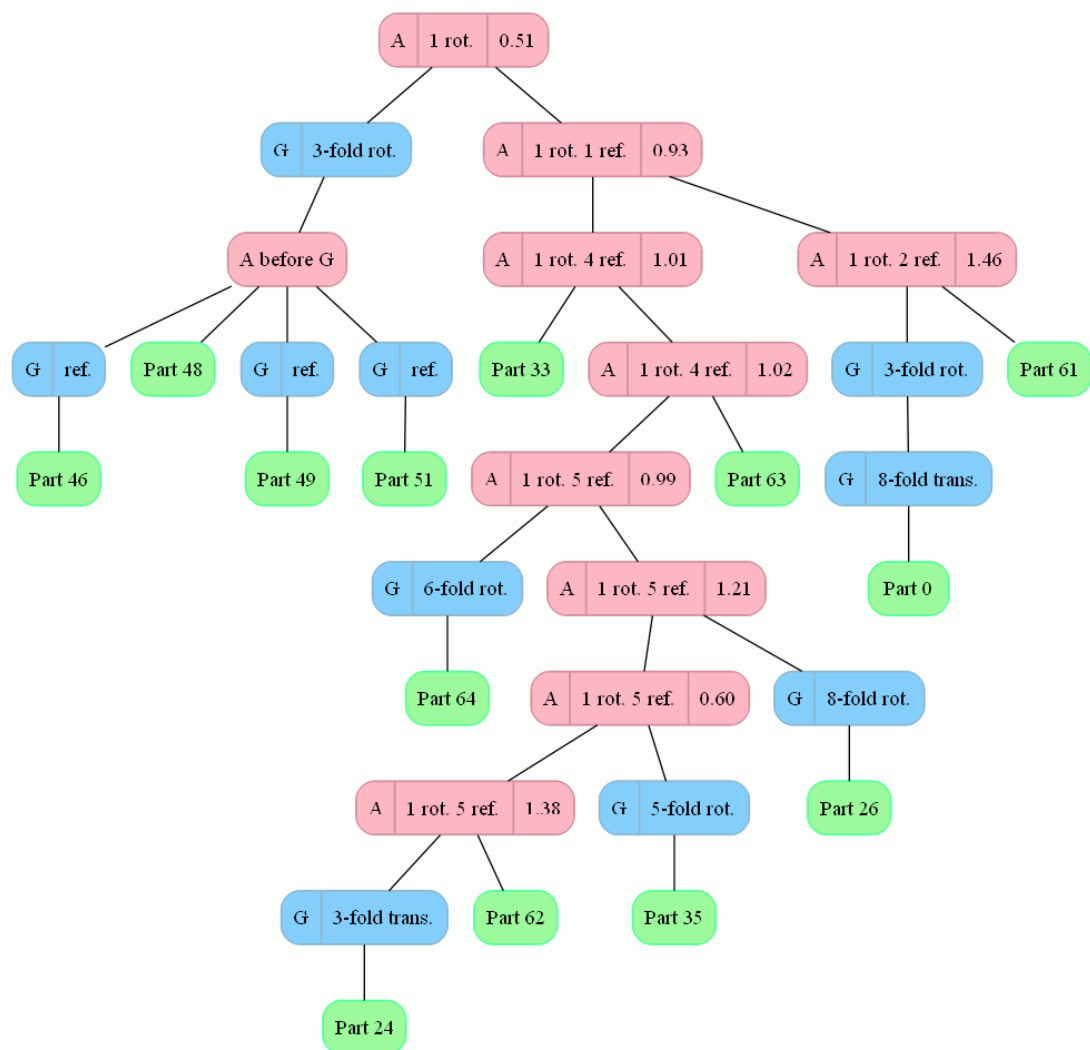 A 1 rot. 0.51
G 3-fold rot. A 1 rot. 1 ref. 0.93
A before G A 1 rot. 4 ref. 1.01 A 1 rot. 2 ref. 1.46
G ref. Part 48 G ref. G ref. Part 33 A 1 rot. 4 ref. 1.02 G 3-fold rot. Part 61
Part 46 Part 49 Part 51 A 1 rot. 5 ref. 0.99 Part 63 G 8-fold trans.
G 6-fold rot. A 1 rot. 5 ref. 1.21 Part 0
Part 64 A 1 rot. 5 ref. 0.60 G 8-fold rot.
A 1 rot. 5 ref. 1.38 G 5-fold rot. Part 26
G 3-fold trans. Part 62 Part 35
Part 24